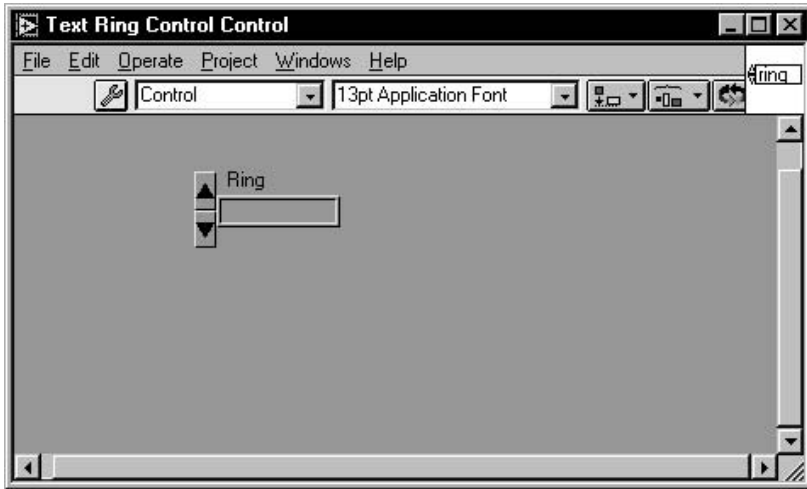 Text Ring Control Control
File Edit Operate Project Windows Help
ring
Control 13pt Application Font
Ring